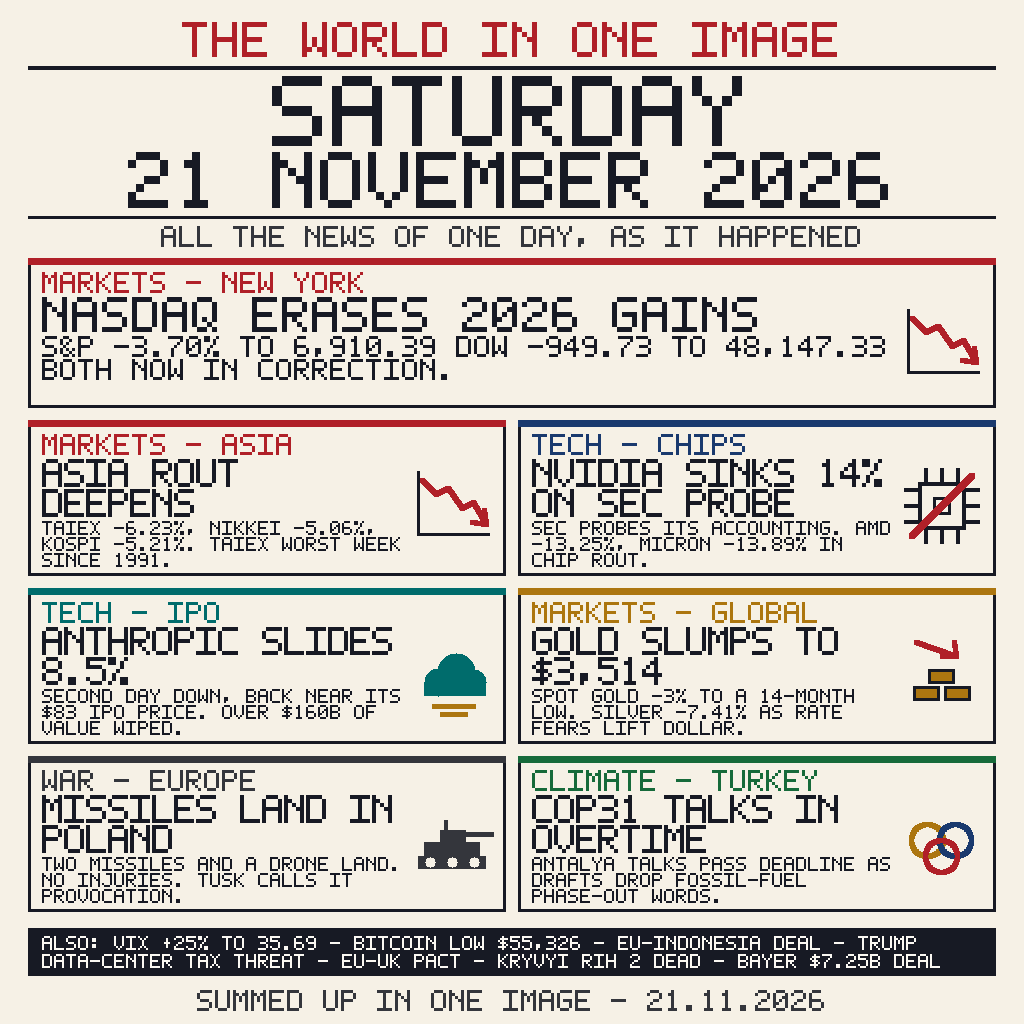 THE WORLD IN ONE IMAGE
SATURDAY
21 NOVEMBER 2026
ALL THE NEWS OF ONE DAY, AS IT HAPPENED
MARKETS - NEW YORK
NASDAQ ERASES 2026 GAINS
S&P -3.70% TO 6,910.39 DOW -949.73 TO 48,147.33
BOTH NOW IN CORRECTION.
MARKETS - ASIA
ASIA ROUT
DEEPENS
TAIEX -6.23%, NIKKEI -5.06%,
KOSPI -5.21%. TAIEX WORST WEEK
SINCE 1991.
TECH - CHIPS
NVIDIA SINKS 14%
ON SEC PROBE
SEC PROBES ITS ACCOUNTING. AMD
-13.25%, MICRON -13.89% IN
CHIP ROUT.
TECH - IPO
ANTHROPIC SLIDES
8.5%
SECOND DAY DOWN, BACK NEAR ITS
$83 IPO PRICE. OVER $160B OF
VALUE WIPED.
MARKETS - GLOBAL
GOLD SLUMPS TO
$3,514
SPOT GOLD -3% TO A 14-MONTH
LOW. SILVER -7.41% AS RATE
FEARS LIFT DOLLAR.
WAR - EUROPE
MISSILES LAND IN
POLAND
TWO MISSILES AND A DRONE LAND.
NO INJURIES. TUSK CALLS IT
PROVOCATION.
CLIMATE - TURKEY
COP31 TALKS IN
OVERTIME
ANTALYA TALKS PASS DEADLINE AS
DRAFTS DROP FOSSIL-FUEL
PHASE-OUT WORDS.
ALSO: VIX +25% TO 35.69 - BITCOIN LOW $55,326 - EU-INDONESIA DEAL - TRUMP
DATA-CENTER TAX THREAT - EU-UK PACT - KRYVYI RIH 2 DEAD - BAYER $7.25B DEAL
SUMMED UP IN ONE IMAGE - 21.11.2026